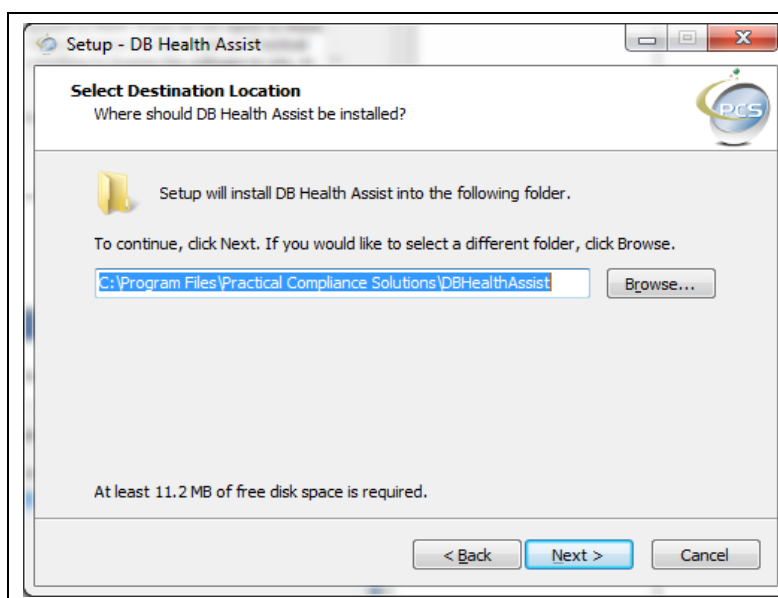 Setup - DB Health Assist
Select Destination Location
Where should DB Health Assist be installed?
PCS
Setup will install DB Health Assist into the following folder.
To continue, click Next. If you would like to select a different folder, click Browse.
C:\Program Files\Practical Compliance Solutions\DBHealthAssist
Browse...
At least 11.2 MB of free disk space is required.
< Back
Next >
Cancel